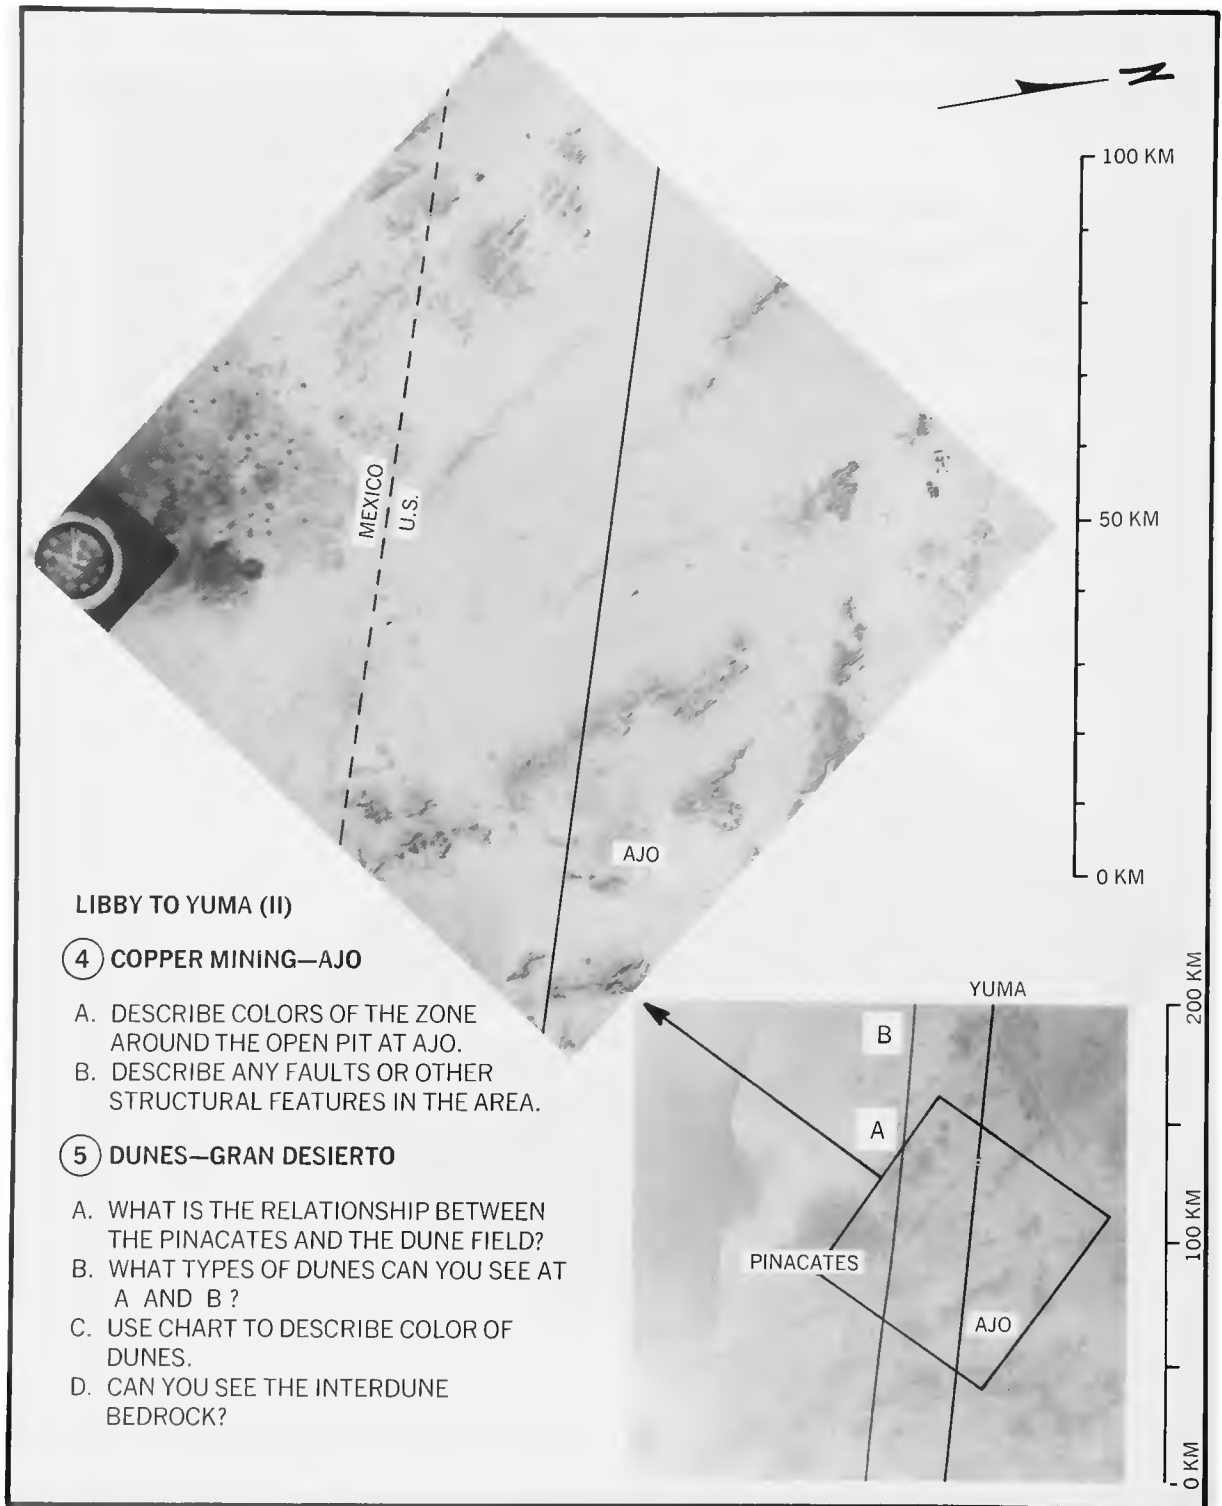 N
100 KM
MEXICO
U.S.
50 KM
AJO
0 KM
LIBBY TO YUMA (II)
4 COPPER MINING—AJO
A. DESCRIBE COLORS OF THE ZONE
AROUND THE OPEN PIT AT AJO.
B. DESCRIBE ANY FAULTS OR OTHER
STRUCTURAL FEATURES IN THE AREA.
5 DUNES—GRAN DESIERTO
A. WHAT IS THE RELATIONSHIP BETWEEN
THE PINACATES AND THE DUNE FIELD?
B. WHAT TYPES OF DUNES CAN YOU SEE AT
A AND B?
C. USE CHART TO DESCRIBE COLOR OF
DUNES.
D. CAN YOU SEE THE INTERDUNE
BEDROCK?
YUMA
200 KM
B
A
100 KM
PINACATES
AJO
0 KM